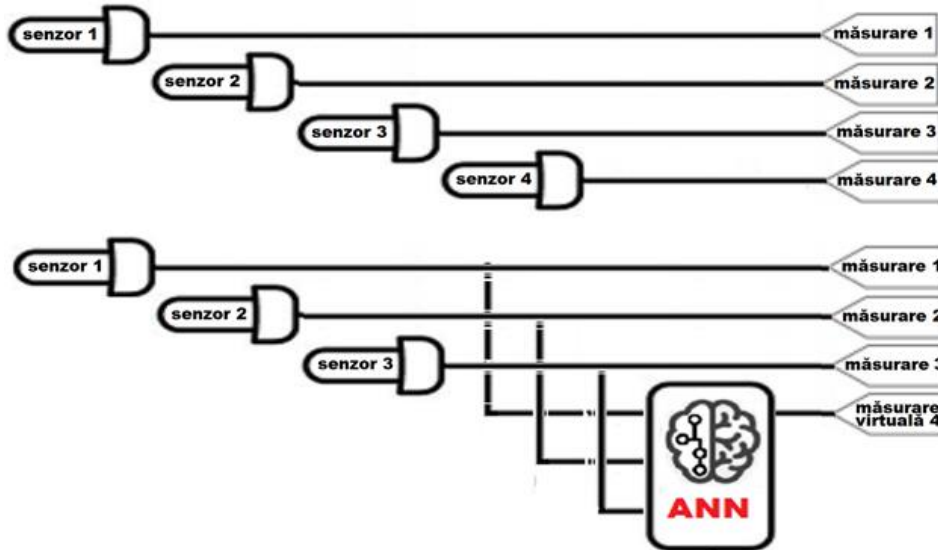 senzor 1
măsurare 1
senzor 2
măsurare 2
senzor 3
măsurare 3
senzor 4
măsurare 4
senzor 1
măsurare 1
senzor 2
măsurare 2
senzor 3
măsurare 3
măsurare
virtuală 4
ANN